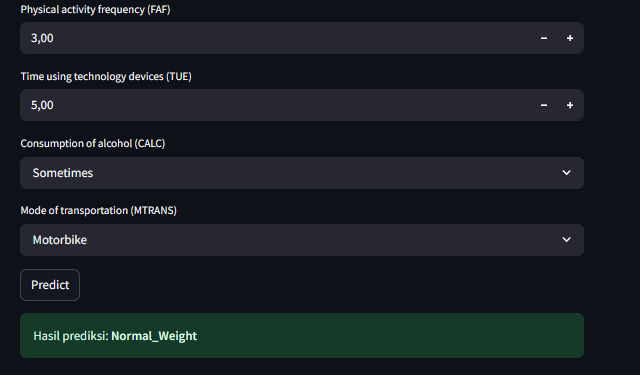 Physical activity frequency (FAF)
3,00
Time using technology devices (TUE)
5,00
Consumption of alcohol (CALC)
Sometimes
Mode of transportation (MTRANS)
Motorbike
Predict
Hasil prediksi: Normal_Weight